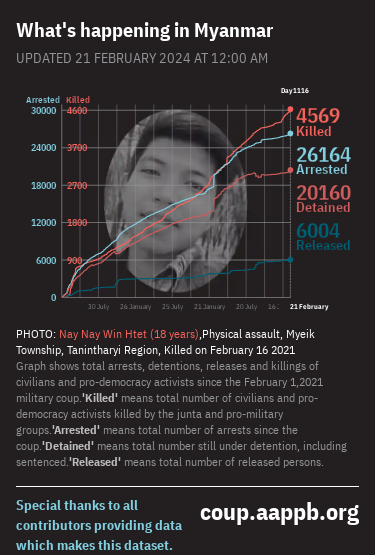 What's happening in Myanmar
UPDATED 21 FEBRUARY 2024 AT 12:00 AM
Day1116
Arrested Killed
30000 4600
24000 3700
18000 2700
12000 1800
6000 900
0
4569
Killed
26164
Arrested
20160
Detained
6004
Released
30 July 26 January 25 July 21 January 20 July 16 21 February
PHOTO: Nay Nay Win Htet (18 years),Physical assault, Myeik
Township, Tanintharyi Region, Killed on February 16 2021
Graph shows total arrests, detentions, releases and killings of
civilians and pro-democracy activists since the February 1,2021
military coup.'Killed' means total number of civilians and pro-
democracy activists killed by the junta and pro-military
groups.'Arrested' means total number of arrests since the
coup.'Detained' means total number still under detention, including
sentenced.'Released' means total number of released persons.
Special thanks to all
contributors providing data
which makes this dataset.
coup.aappb.org